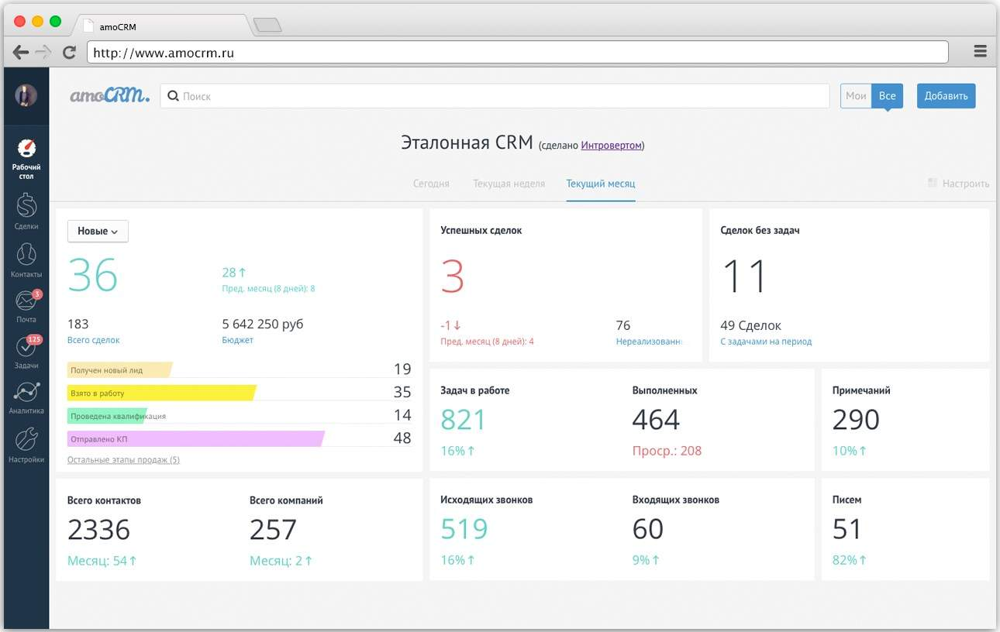 amoCRM
http://www.amocrm.ru
amoCRM.
Поиск
Мои Все
Добавить
Эталонная CRM (сделано Интровертом)
Сегодня Текущая неделя Текущий месяц
Настроить
Рабочий
стол
Сделки
Контакты
3
Почта
125
Задачи
Аналитика
Настройки
Новые
36
28↑
Пред. месяц (8 дней): 8
183
Всего сделок
5 642 250 руб
Бюджет
Получен новый лид 19
Взято в работу 35
Проведена квалификация 14
Отправлено КП 48
Остальные этапы продаж (5)
Успешных сделок
3
-1↓
Пред. месяц (8 дней): 4
76
Нереализованн
Сделок без задач
11
49 Сделок
С задачами на период
Задач в работе
821
16%↑
Выполненных
464
Проср.: 208
Примечаний
290
10%↑
Всего контактов
2336
Месяц: 54↑
Всего компаний
257
Месяц: 2↑
Исходящих звонков
519
16%↑
Входящих звонков
60
9%↑
Писем
51
82%↑